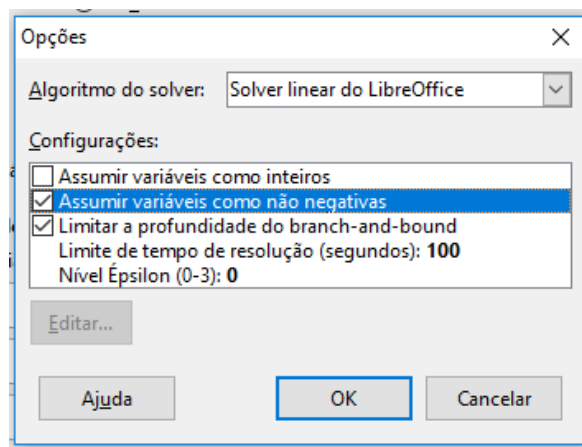 Opções
Algoritmo do solver: Solver linear do LibreOffice
Configurações:
Assumir variáveis como inteiros
Assumir variáveis como não negativas
Limitar a profundidade do branch-and-bound
Limite de tempo de resolução (segundos): 100
Nível Épsilon (0-3): 0
Editar...
Ajuda OK Cancelar